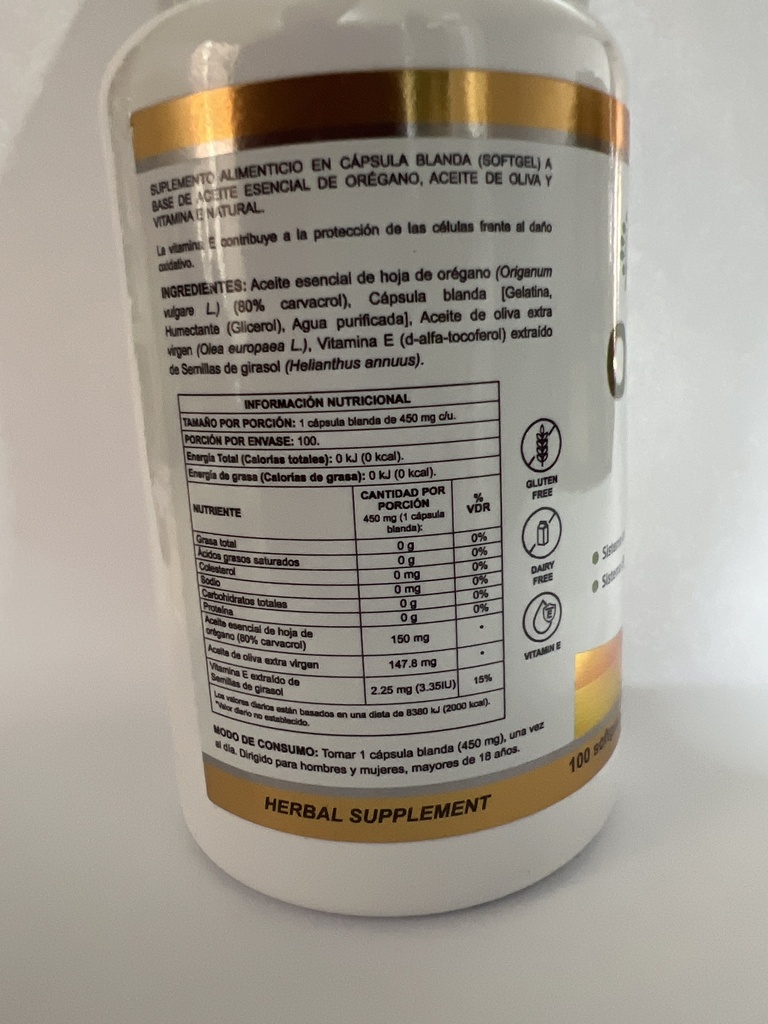 SUPLEMENTO ALIMENTICIO EN CÁPSULA BLANDA (SOFTGEL) A
BASE DE ACEITE ESENCIAL DE ORÉGANO, ACEITE DE OLIVA Y
VITAMINA E NATURAL.
La vitamina E contribuye a la protección de las células frente al daño
oxidativo.
INGREDIENTES: Aceite esencial de hoja de orégano (Origanum
vulgare L.) (80% carvacrol), Cápsula blanda [Gelatina,
Humectante (Glicerol), Agua purificada], Aceite de oliva extra
virgen (Olea europaea L.), Vitamina E (d-alfa-tocoferol) extraído
de Semillas de girasol (Helianthus annuus).
INFORMACIÓN NUTRICIONAL
TAMAÑO POR PORCIÓN: 1 cápsula blanda de 450 mg c/u.
PORCIÓN POR ENVASE: 100.
Energía Total (Calorías totales): 0 kJ (0 kcal).
Energía de grasa (Calorías de grasa): 0 kJ (0 kcal).
NUTRIENTE
CANTIDAD POR
PORCIÓN
450 mg (1 cápsula
blanda):
%
VDR
Grasa total 0 g 0%
Ácidos grasos saturados 0 g 0%
Colesterol 0 mg 0%
Sodio 0 mg 0%
Carbohidratos totales 0 g 0%
Proteína 0 g 0%
Aceite esencial de hoja de
orégano (80% carvacrol) 150 mg *
Aceite de oliva extra virgen 147.8 mg *
Vitamina E extraído de
Semillas de girasol 2.25 mg (3.35IU) 15%
Los valores diarios están basados en una dieta de 8380 kJ (2000 kcal).
*Valor diario no establecido.
MODO DE CONSUMO: Tomar 1 cápsula blanda (450 mg), una vez
al día. Dirigido para hombres y mujeres, mayores de 18 años.
HERBAL SUPPLEMENT
GLUTEN
FREE
DAIRY
FREE
E
VITAMIN E
O
100